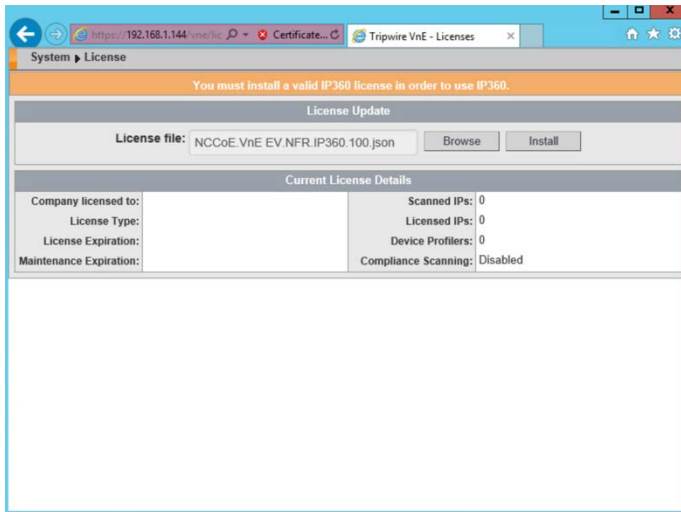 https://192.168.1.144/vne/lic Certificate... Tripwire VnE - Licenses
System License
You must install a valid IP360 license in order to use IP360.
License Update
License file: NCCoE.VnE EV.NFR.IP360.100.json Browse Install
Current License Details
Company licensed to: Scanned IPs: 0
License Type: Licensed IPs: 0
License Expiration: Device Profilers: 0
Maintenance Expiration: Compliance Scanning: Disabled